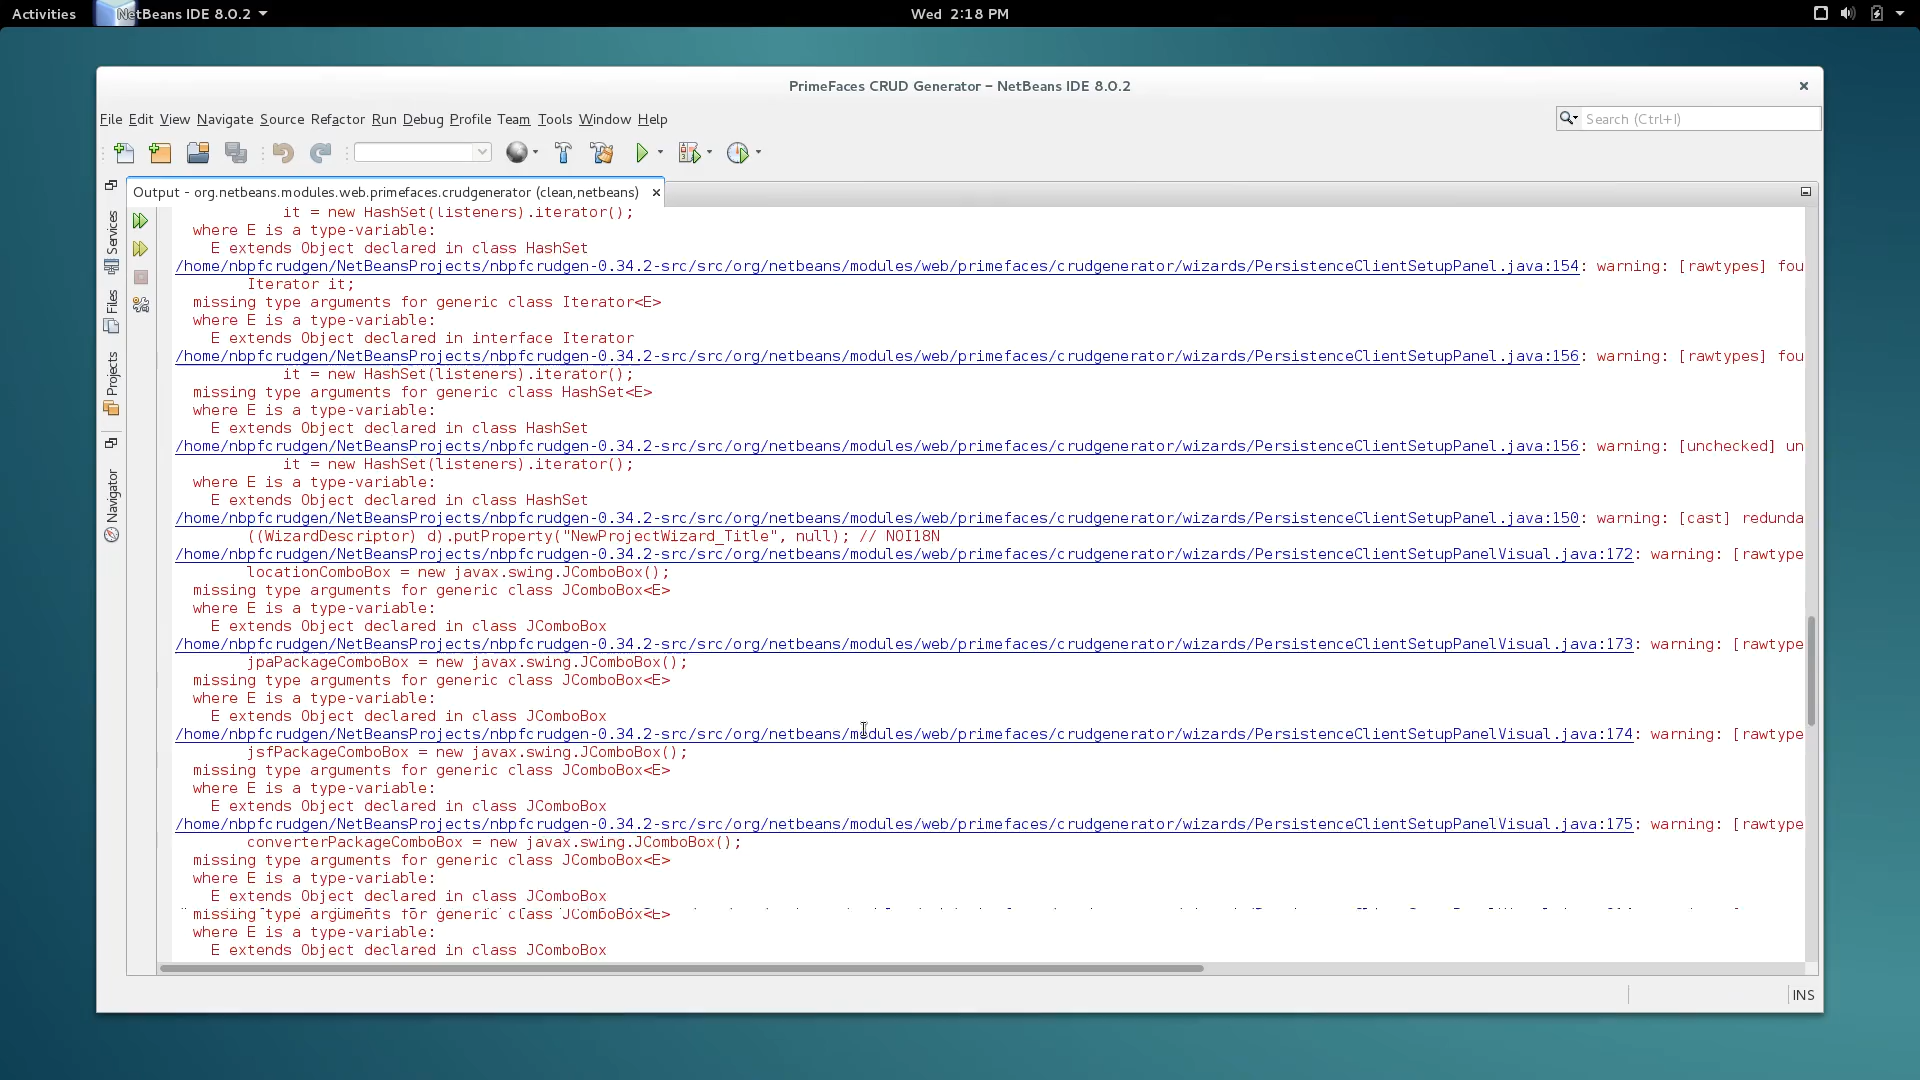 Activities
NetBeans IDE 8.0.2
Wed 2:18 PM
PrimeFaces CRUD Generator – NetBeans IDE 8.0.2
File Edit View Navigate Source Refactor Run Debug Profile Team Tools Window Help
Search (Ctrl+I)
Output - org.netbeans.modules.web.primefaces.crudgenerator (clean,netbeans)
Services
Files
Projects
Navigator
it = new HashSet(listeners).iterator();
where E is a type-variable:
E extends Object declared in class HashSet
/home/nbpfcrudgen/NetBeansProjects/nbpfcrudgen-0.34.2-src/src/org/netbeans/modules/web/primefaces/crudgenerator/wizards/PersistenceClientSetupPanel.java:154: warning: [rawtypes] fou
Iterator it;
missing type arguments for generic class Iterator<E>
where E is a type-variable:
E extends Object declared in interface Iterator
/home/nbpfcrudgen/NetBeansProjects/nbpfcrudgen-0.34.2-src/src/org/netbeans/modules/web/primefaces/crudgenerator/wizards/PersistenceClientSetupPanel.java:156: warning: [rawtypes] fou
it = new HashSet(listeners).iterator();
missing type arguments for generic class HashSet<E>
where E is a type-variable:
E extends Object declared in class HashSet
/home/nbpfcrudgen/NetBeansProjects/nbpfcrudgen-0.34.2-src/src/org/netbeans/modules/web/primefaces/crudgenerator/wizards/PersistenceClientSetupPanel.java:156: warning: [unchecked] un
it = new HashSet(listeners).iterator();
where E is a type-variable:
E extends Object declared in class HashSet
/home/nbpfcrudgen/NetBeansProjects/nbpfcrudgen-0.34.2-src/src/org/netbeans/modules/web/primefaces/crudgenerator/wizards/PersistenceClientSetupPanel.java:150: warning: [cast] redunda
((WizardDescriptor) d).putProperty("NewProjectWizard_Title", null); // NOI18N
/home/nbpfcrudgen/NetBeansProjects/nbpfcrudgen-0.34.2-src/src/org/netbeans/modules/web/primefaces/crudgenerator/wizards/PersistenceClientSetupPanelVisual.java:172: warning: [rawtype
locationComboBox = new javax.swing.JComboBox();
missing type arguments for generic class JComboBox<E>
where E is a type-variable:
E extends Object declared in class JComboBox
/home/nbpfcrudgen/NetBeansProjects/nbpfcrudgen-0.34.2-src/src/org/netbeans/modules/web/primefaces/crudgenerator/wizards/PersistenceClientSetupPanelVisual.java:173: warning: [rawtype
jpaPackageComboBox = new javax.swing.JComboBox();
missing type arguments for generic class JComboBox<E>
where E is a type-variable:
E extends Object declared in class JComboBox
/home/nbpfcrudgen/NetBeansProjects/nbpfcrudgen-0.34.2-src/src/org/netbeans/modules/web/primefaces/crudgenerator/wizards/PersistenceClientSetupPanelVisual.java:174: warning: [rawtype
jsfPackageComboBox = new javax.swing.JComboBox();
missing type arguments for generic class JComboBox<E>
where E is a type-variable:
E extends Object declared in class JComboBox
/home/nbpfcrudgen/NetBeansProjects/nbpfcrudgen-0.34.2-src/src/org/netbeans/modules/web/primefaces/crudgenerator/wizards/PersistenceClientSetupPanelVisual.java:175: warning: [rawtype
converterPackageComboBox = new javax.swing.JComboBox();
missing type arguments for generic class JComboBox<E>
where E is a type-variable:
E extends Object declared in class JComboBox
missing type arguments for generic class JComboBox<E>
where E is a type-variable:
E extends Object declared in class JComboBox
INS